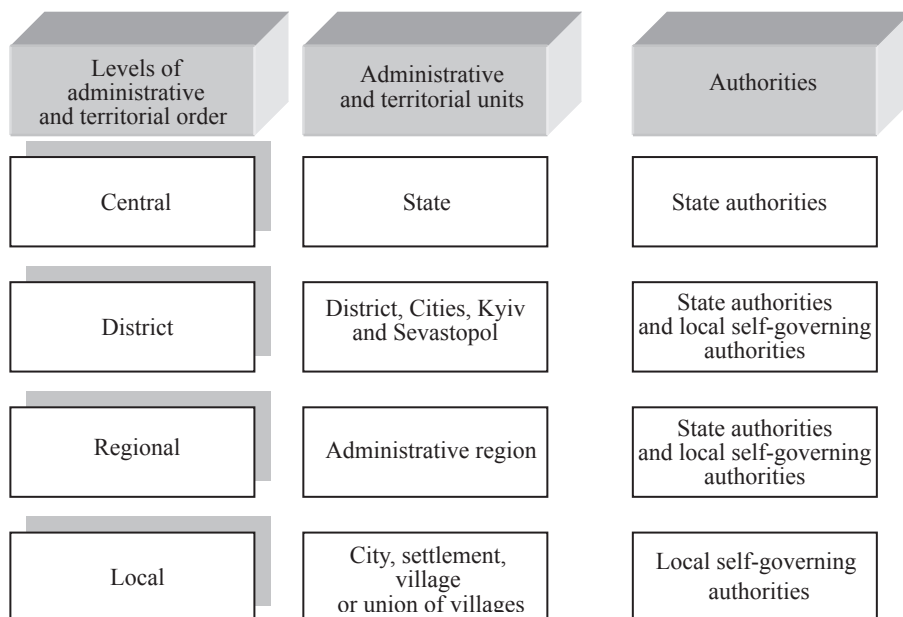 Levels of
administrative
and territorial order
Administrative
and territorial units
Authorities
Central
State
State authorities
District
District, Cities, Kyiv
and Sevastopol
State authorities
and local self-governing
authorities
Regional
Administrative region
State authorities
and local self-governing
authorities
Local
City, settlement,
village
or union of villages
Local self-governing
authorities